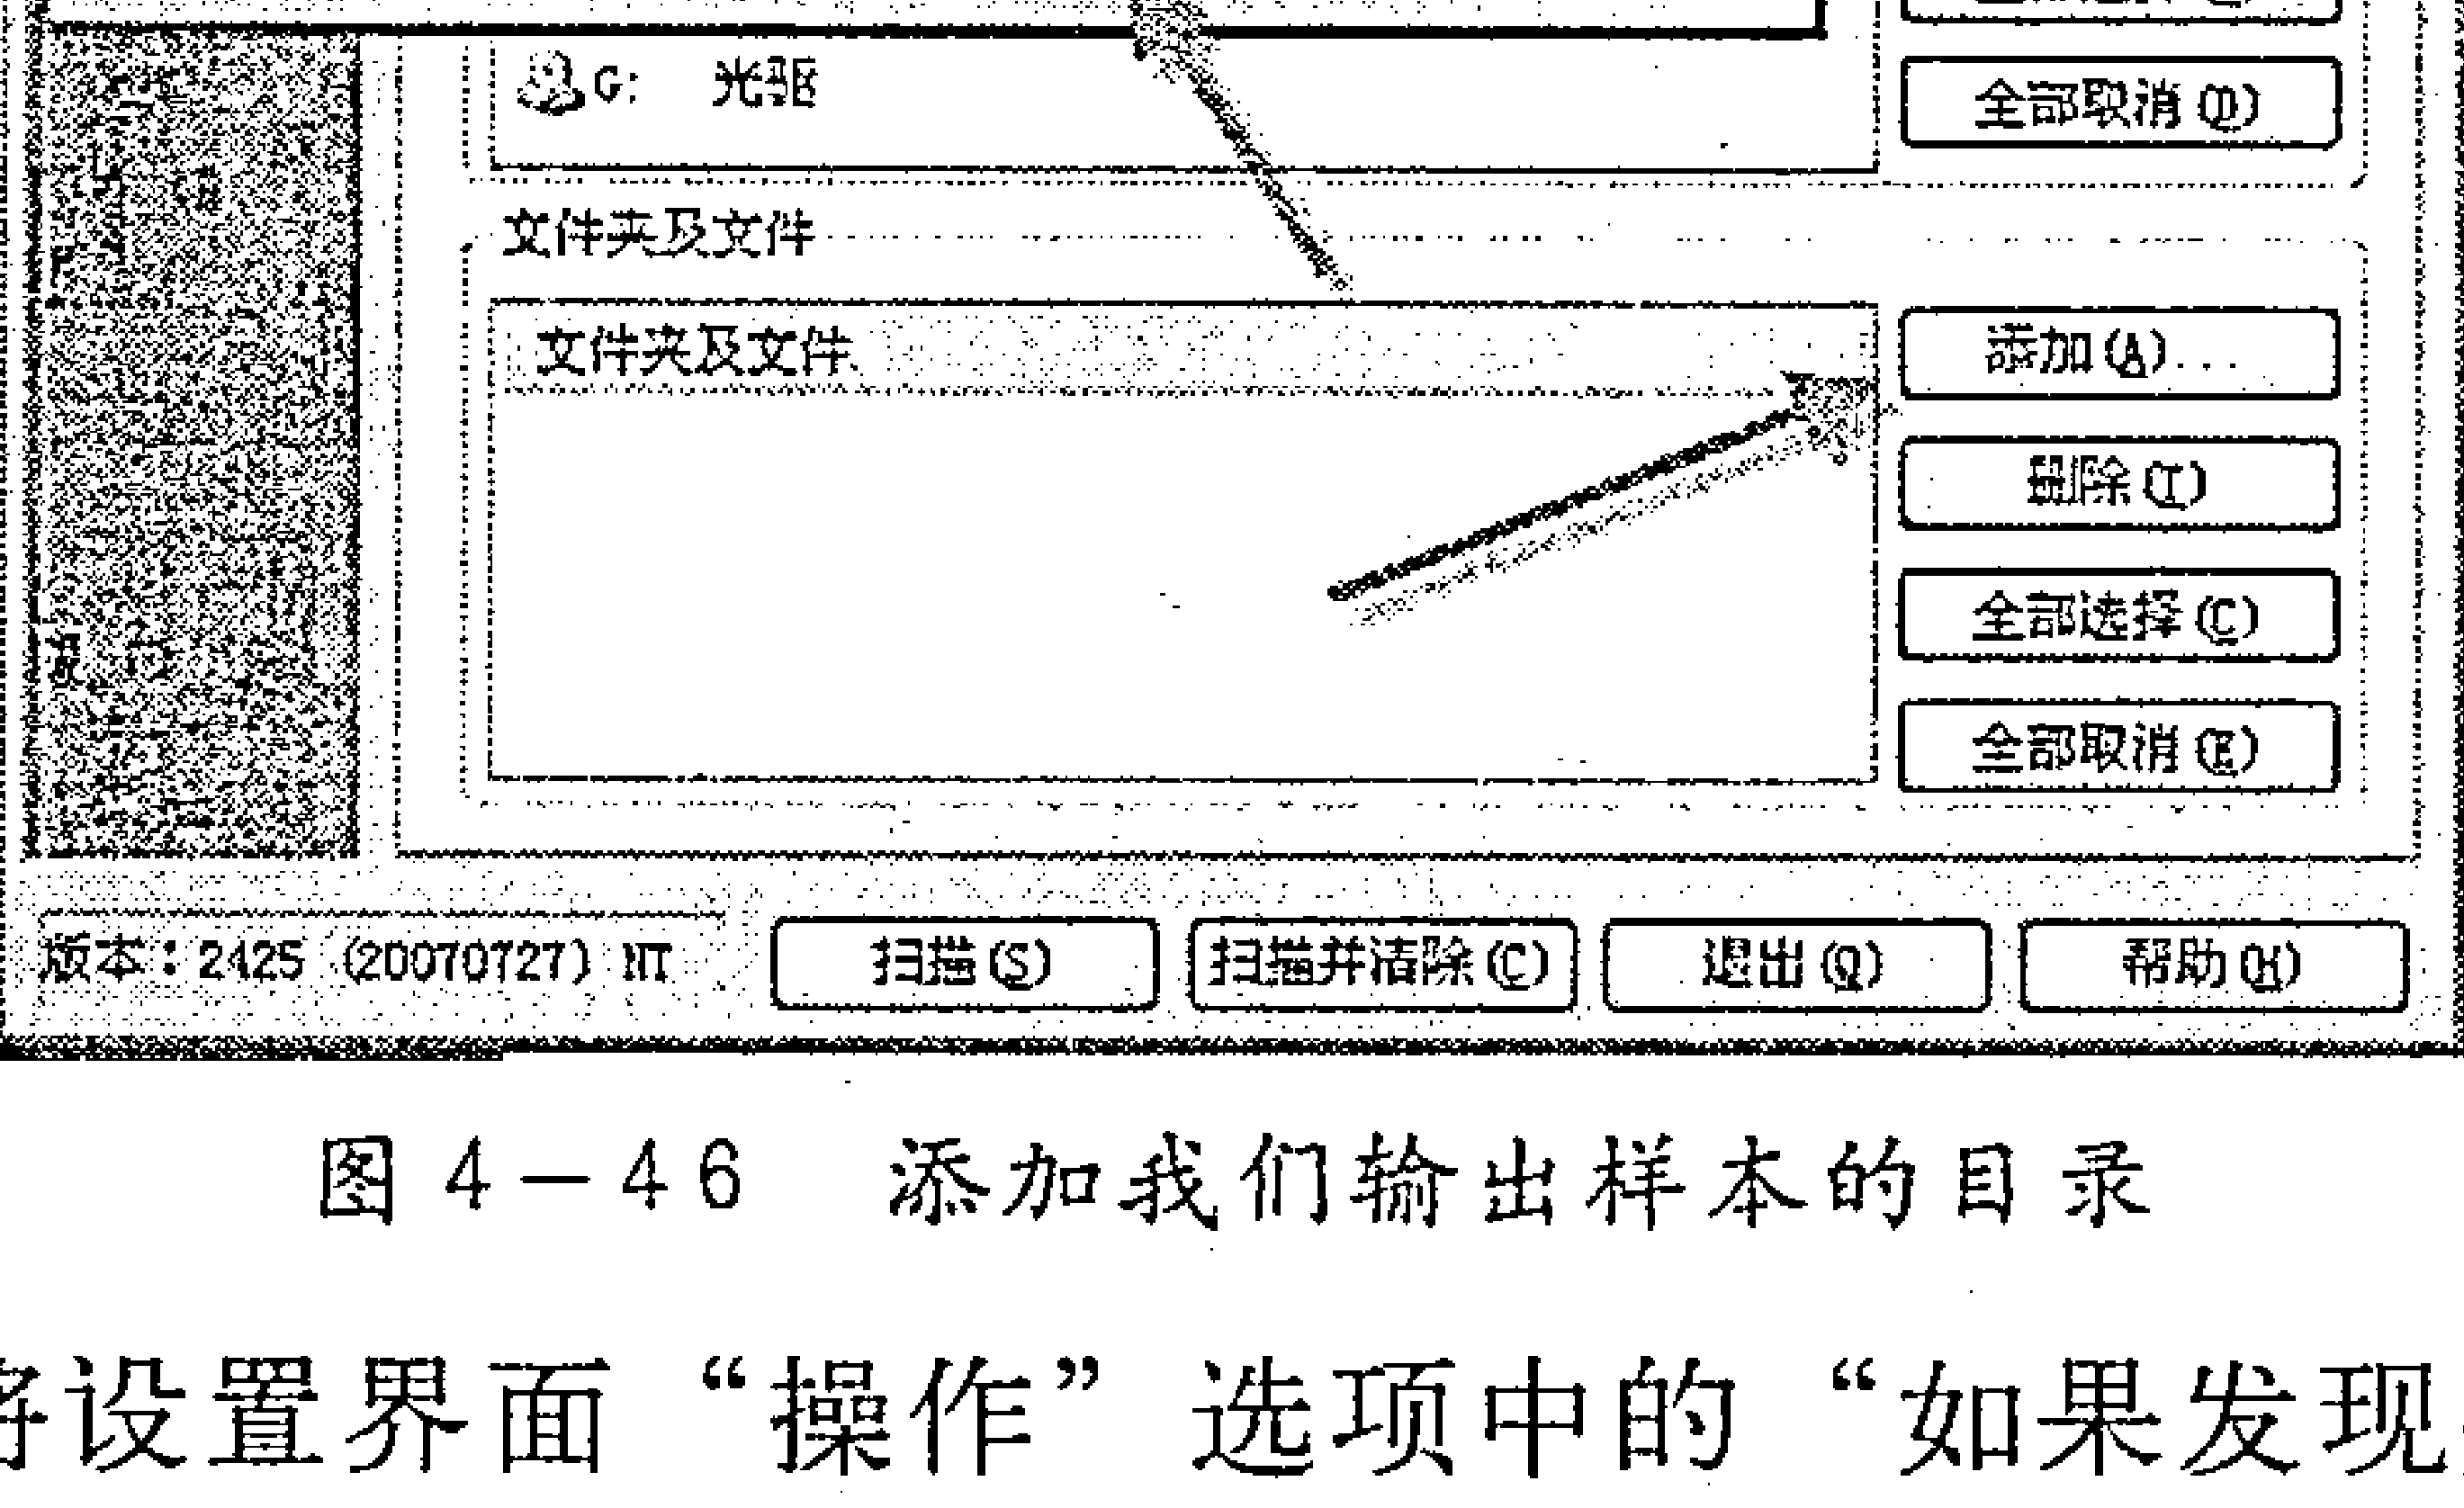 G: 光驱
全部取消(D)
文件夹及文件
文件夹及文件
添加(A)...
删除(T)
全部选择(C)
全部取消(E)
版本：2425 (20070727) NT
扫描(S)
扫描并清除(C)
退出(Q)
帮助(H)
图4－46 添加我们输出样本的目录
将设置界面“操作”选项中的“如果发现